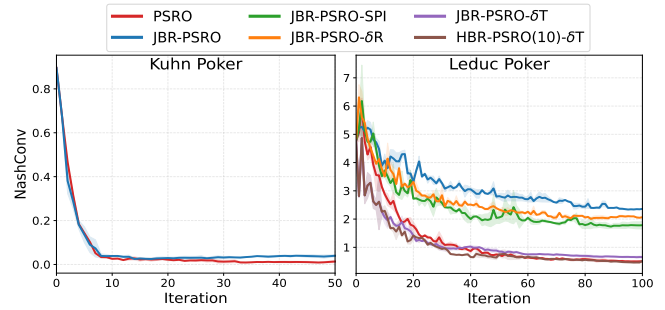 PSRO
JBR-PSRO
JBR-PSRO-SPI
JBR-PSRO-δR
JBR-PSRO-δT
HBR-PSRO(10)-δT
Kuhn Poker
NashConv
0.8
0.6
0.4
0.2
0.0
0 10 20 30 40 50
Iteration
Leduc Poker
7
6
5
4
3
2
1
0 20 40 60 80 100
Iteration